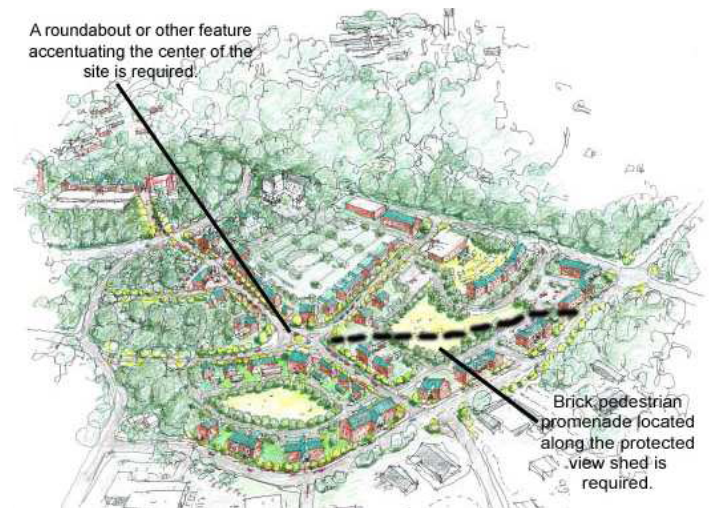 A roundabout or other feature
accentuating the center of the
site is required.
Brick pedestrian
promenade located
along the protected
view shed is
required.